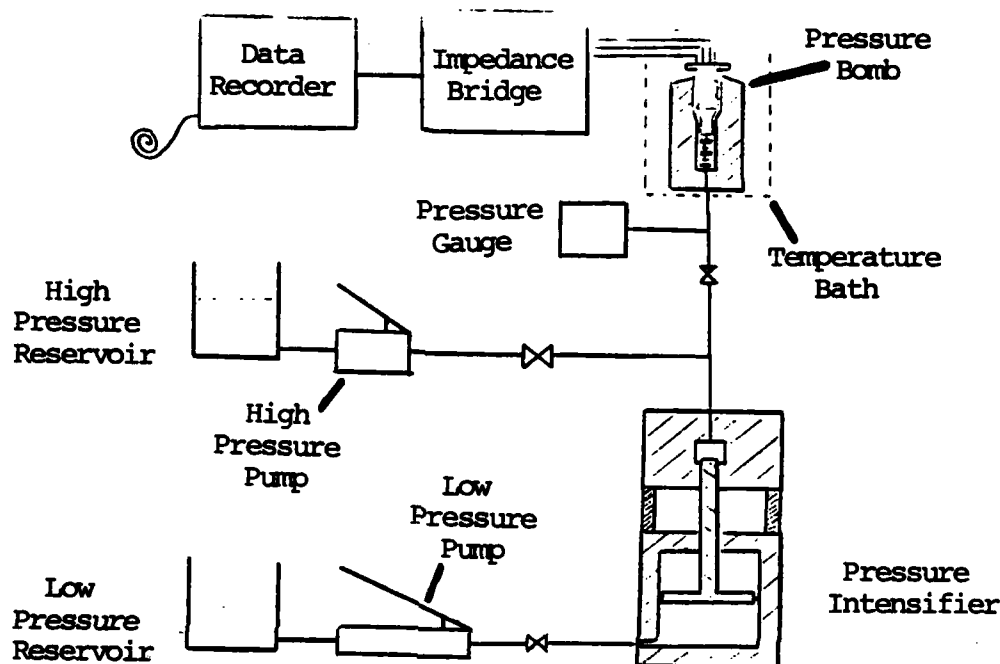 Data
Recorder
Impedance
Bridge
Pressure
Bomb
Pressure
Gauge
Temperature
Bath
High
Pressure
Reservoir
High
Pressure
Pump
Low
Pressure
Pump
Low
Pressure
Reservoir
Pressure
Intensifier